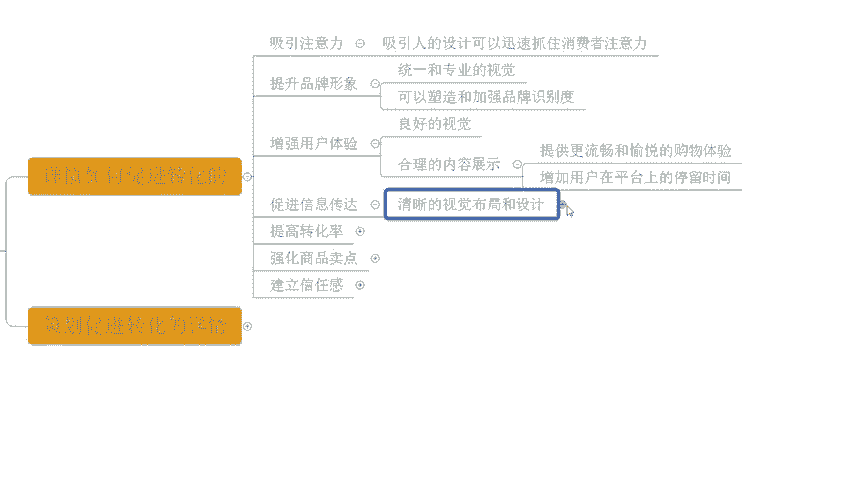 吸引注意力
吸引人的设计可以迅速抓住消费者注意力
提升品牌形象
统一和专业的视觉
可以塑造和加强品牌识别度
增强用户体验
良好的视觉
合理的内容展示
提供更流畅和愉悦的购物体验
增加用户在平台上的停留时间
促进信息传达
清晰的视觉布局和设计
提高转化率
强化商品卖点
建立信任感